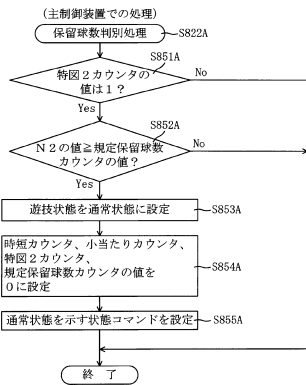 (主制御装置での処理)
保留球数判別処理
S822A
S851A
特図2カウンタの
値は1?
No
Yes
S852A
N2の値≧規定保留球数
カウンタの値?
No
Yes
遊技状態を通常状態に設定
S853A
時短カウンタ、小当たりカウンタ、
特図2カウンタ、
規定保留球数カウンタの値を
0に設定
S854A
通常状態を示す状態コマンドを設定
S855A
終 了